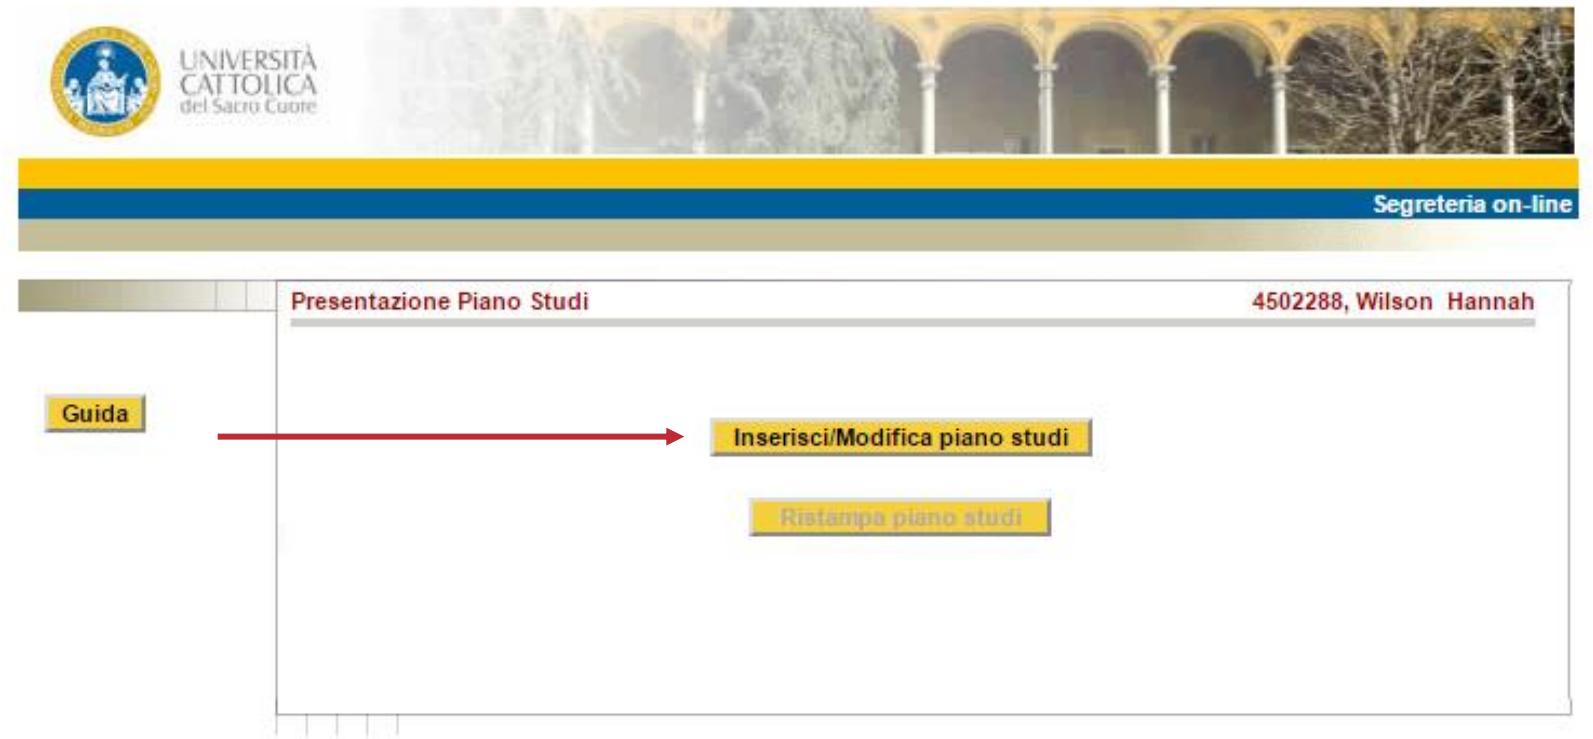 UNIVERSITÀ
CATTOLICA
del Sacro Cuore
Segreteria on-line
Presentazione Piano Studi
4502288, Wilson Hannah
Guida
Inserisci/Modifica piano studi
Ristampa piano studi